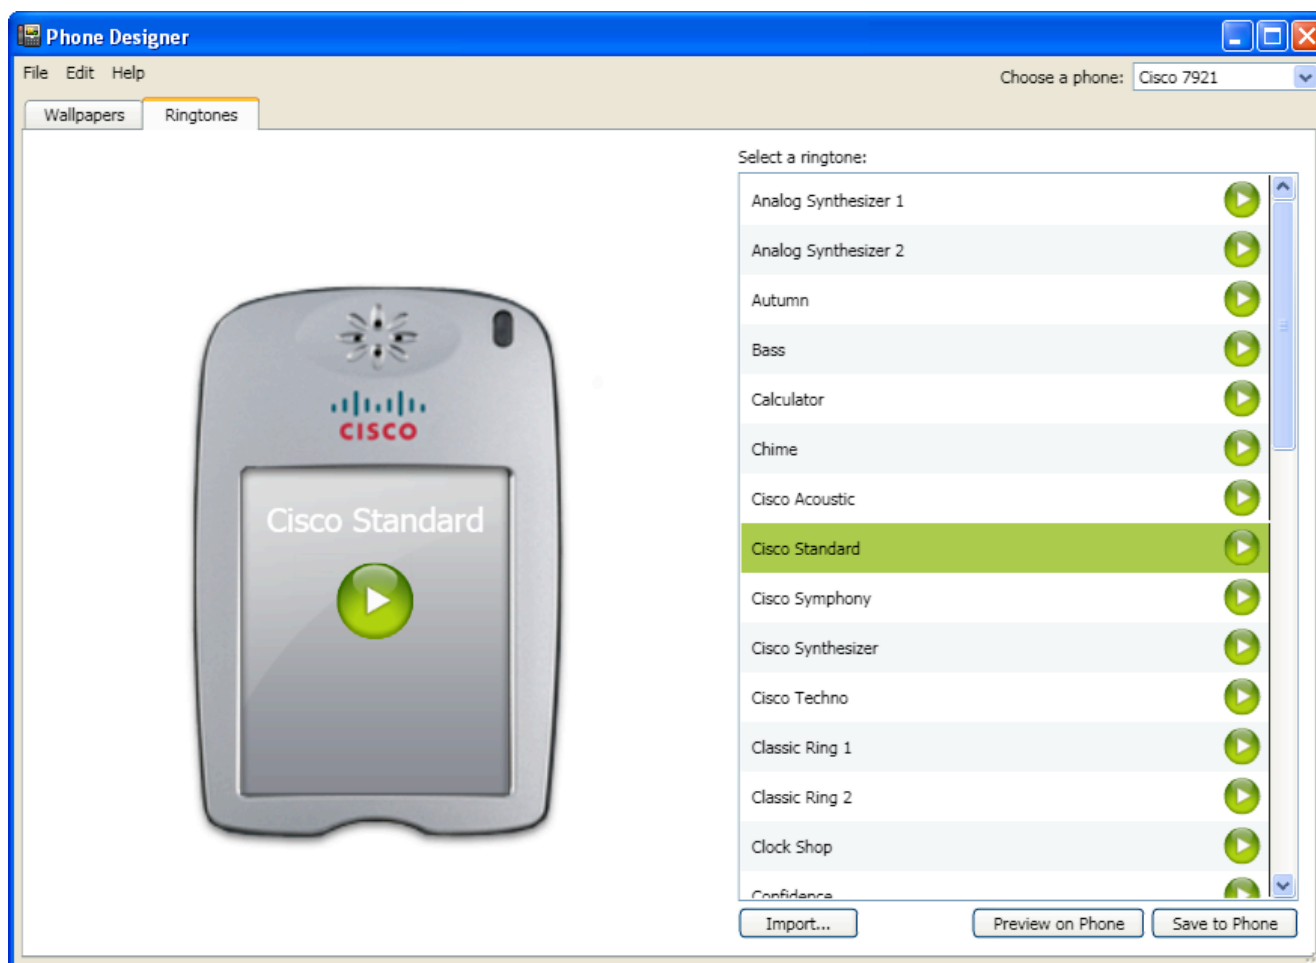 Phone Designer
File Edit Help
Choose a phone: Cisco 7921
Wallpapers Ringtones
Select a ringtone:
Analog Synthesizer 1
Analog Synthesizer 2
Autumn
Bass
Calculator
Chime
Cisco Acoustic
Cisco Standard
Cisco Symphony
Cisco Synthesizer
Cisco Techno
Classic Ring 1
Classic Ring 2
Clock Shop
Confidence
CISCO
Cisco Standard
Import...
Preview on Phone
Save to Phone